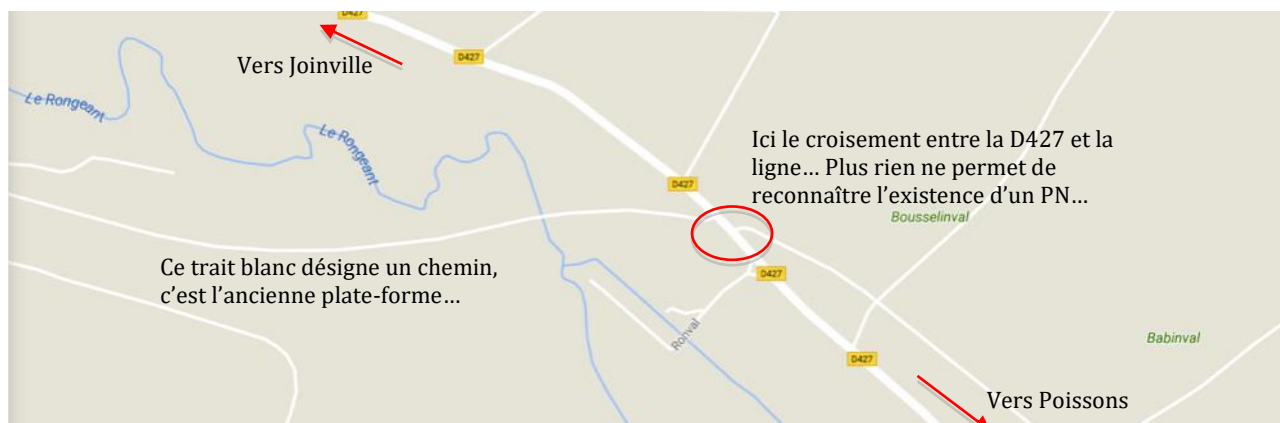 D427
Vers Joinville
D427
Le Rongeant
Le Rongeant
Ici le croisement entre la D427 et la
ligne… Plus rien ne permet de
reconnaître l’existence d’un PN…
D427
Bousselinval
Ce trait blanc désigne un chemin,
c’est l’ancienne plate-forme…
D427
Ronval
Babinval
D427
Vers Poissons